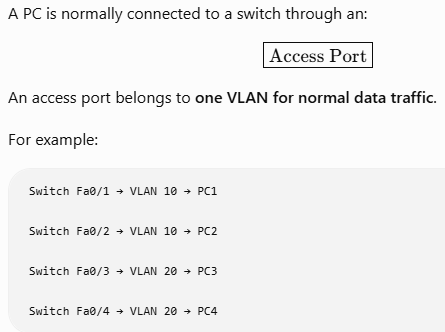 A PC is normally connected to a switch through an:
Access Port
An access port belongs to one VLAN for normal data traffic.
For example:
Switch Fa0/1 → VLAN 10 → PC1
Switch Fa0/2 → VLAN 10 → PC2
Switch Fa0/3 → VLAN 20 → PC3
Switch Fa0/4 → VLAN 20 → PC4